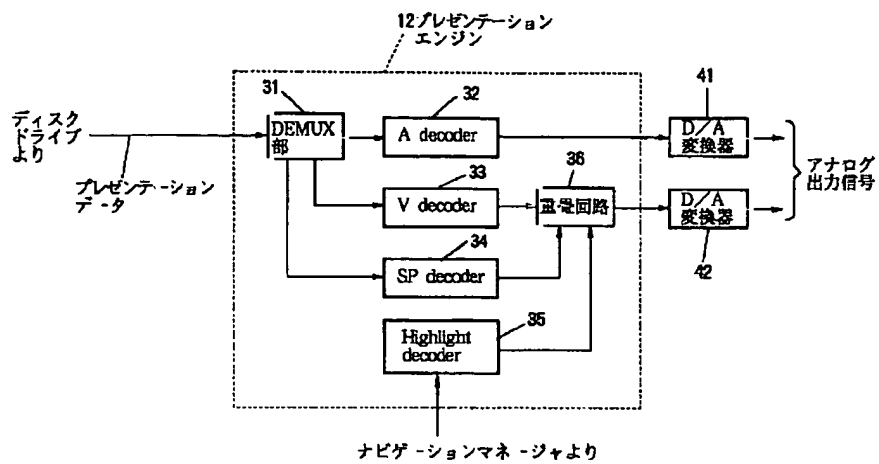 12プレゼンテーション
エンジン
ディスク
ドライブ
より
プレゼンテーション
データ
31
DEMUX
部
32
A decoder
33
V decoder
34
SP decoder
35
Highlight
decoder
36
重畳回路
41
D/A
変換器
D/A
変換器
42
アナログ
出力信号
ナビゲーションマネージャより